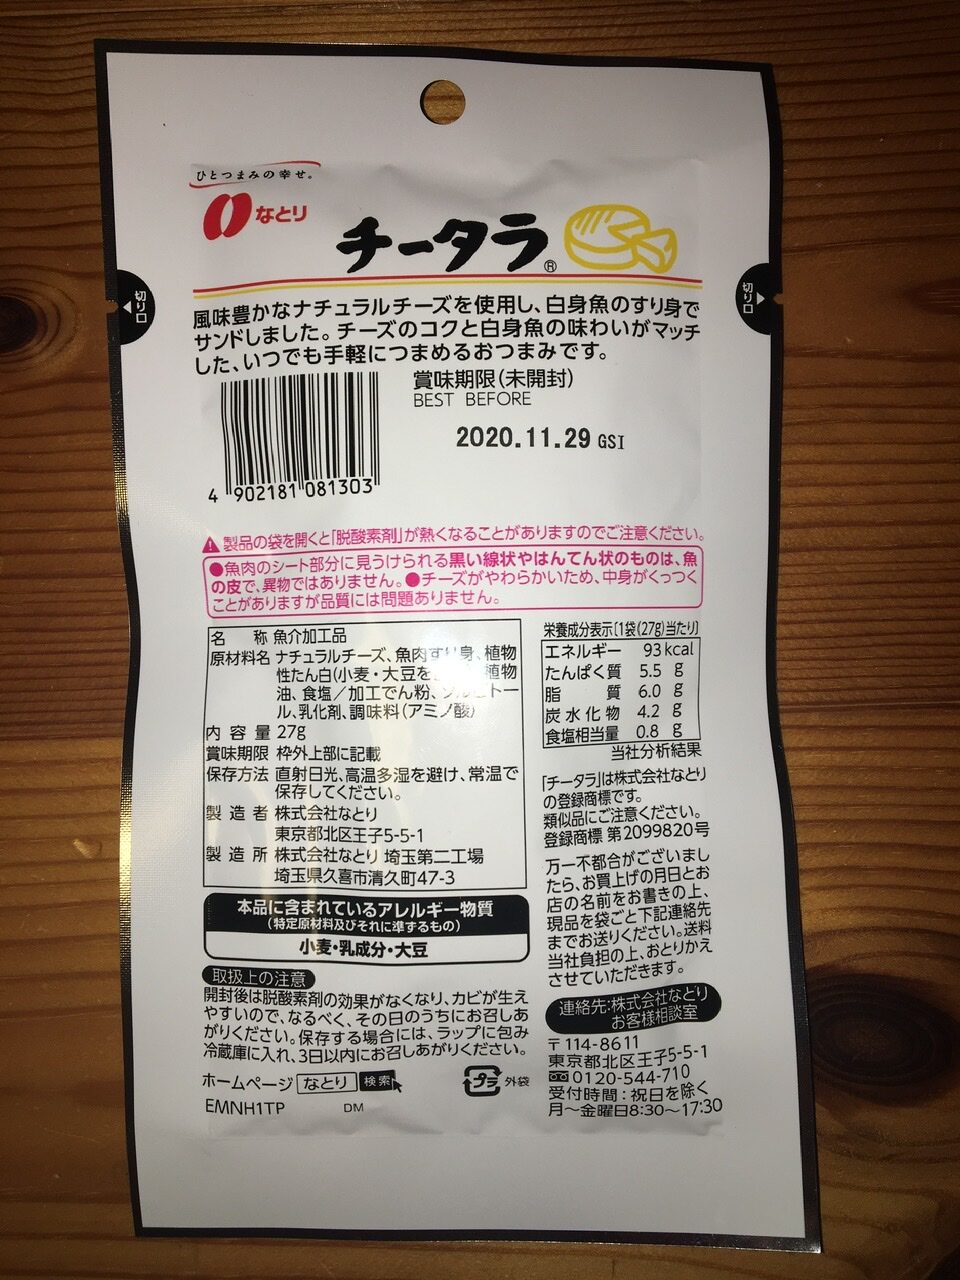 ひとつまみの幸せ。
なとり
チータラ®
切り口
切り口
風味豊かなナチュラルチーズを使用し、白身魚のすり身で
サンドしました。チーズのコクと白身魚の味わいがマッチ
した、いつでも手軽につまめるおつまみです。
賞味期限(未開封)
BEST BEFORE
2020.11.29 GSI
4 902181 081303
製品の袋を開くと「脱酸素剤」が熱くなることがありますのでご注意ください。
●魚肉のシート部分に見うけられる黒い線状やはんてん状のものは、魚
の皮で、異物ではありません。●チーズがやわらかいため、中身がくっつく
ことがありますが品質には問題ありません。
名称 魚介加工品
原材料名 ナチュラルチーズ、魚肉すり身、植物
性たん白(小麦・大豆を 植物
油、食塩/加工でん粉、ソルビトー
ル、乳化剤、調味料(アミノ酸)
内容量 27g
賞味期限 枠外上部に記載
保存方法 直射日光、高温多湿を避け、常温で
保存してください。
製造者 株式会社なとり
東京都北区王子5-5-1
製造所 株式会社なとり 埼玉第二工場
埼玉県久喜市清久町47-3
本品に含まれているアレルギー物質
(特定原材料及びそれに準ずるもの)
小麦・乳成分・大豆
取扱上の注意
開封後は脱酸素剤の効果がなくなり、カビが生え
やすいので、なるべく、その日のうちにお召しあ
がりください。保存する場合には、ラップに包み
冷蔵庫に入れ、3日以内にお召しあがりください。
ホームページ なとり 検索
プラ 外袋
EMNH1TP DM
栄養成分表示〔1袋(27g)当たり〕
エネルギー 93kcal
たんぱく質 5.5 g
脂質 6.0 g
炭水化物 4.2 g
食塩相当量 0.8 g
当社分析結果
「チータラ」は株式会社なとり
の登録商標です。
類似品にご注意ください。
登録商標 第2099820号
万一不都合がございまし
たら、お買上げの月日とお
店の名前をお書きの上、
現品を袋ごと下記連絡先
までお送りください。送料
当社負担の上、おとりかえ
させていただきます。
連絡先:株式会社なとり
お客様相談室
〒114-8611
東京都北区王子5-5-1
0120-544-710
受付時間:祝日を除く
月～金曜日8:30～17:30